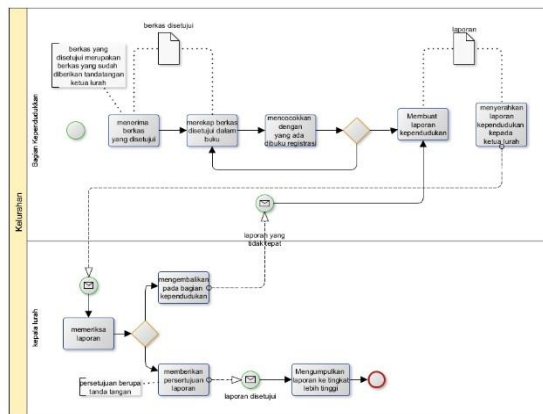 Kelurahan
Bagian Kependudukkan
kepala lurah
berkas yang
disetujui merupakan
berkas yang sudah
diberikan tandatangan
ketua lurah
berkas disetujui
laporan
menerima
berkas
yang disetujui
merekap berkas
disetujui dalam
buku
mencocokkan
dengan
yang ada
dibuku registrasi
Membuat
laporan
kependudukan
menyerahkan
laporan
kependudukan
kepada
ketua lurah
laporan yang
tidak tepat
mengembalikan
pada bagian
kependudukan
memeriksa
laporan
memberikan
persertujuan
laporan
persetujuan berupa
tanda tangan
laporan disetujui
Mengumpulkan
laporan ke tingkat
lebih tinggi